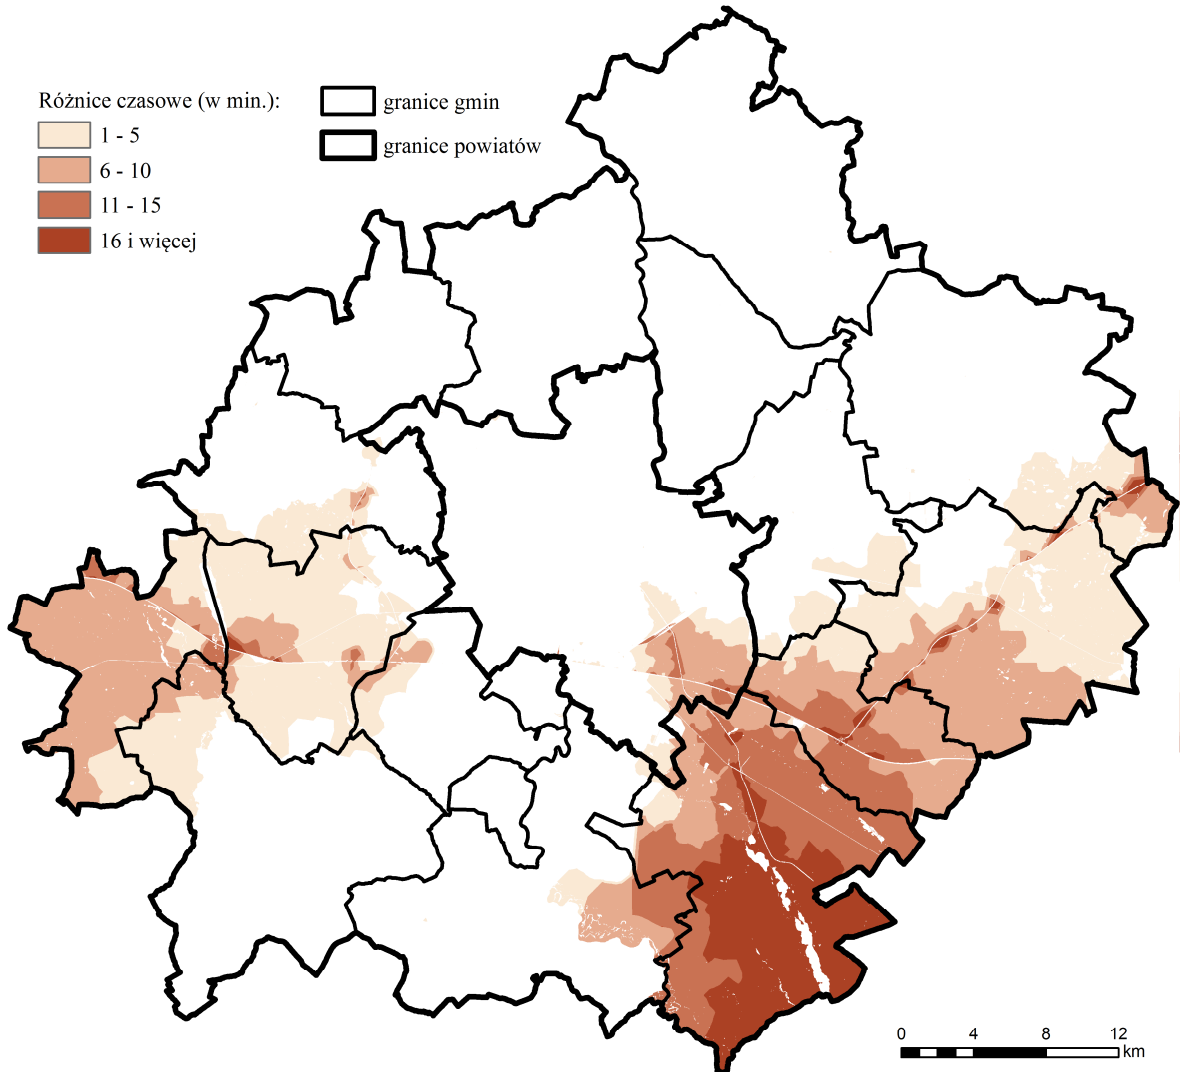 Różnice czasowe (w min.):
1 - 5
6 - 10
11 - 15
16 i więcej
granice gmin
granice powiatów
0 4 8 12
km